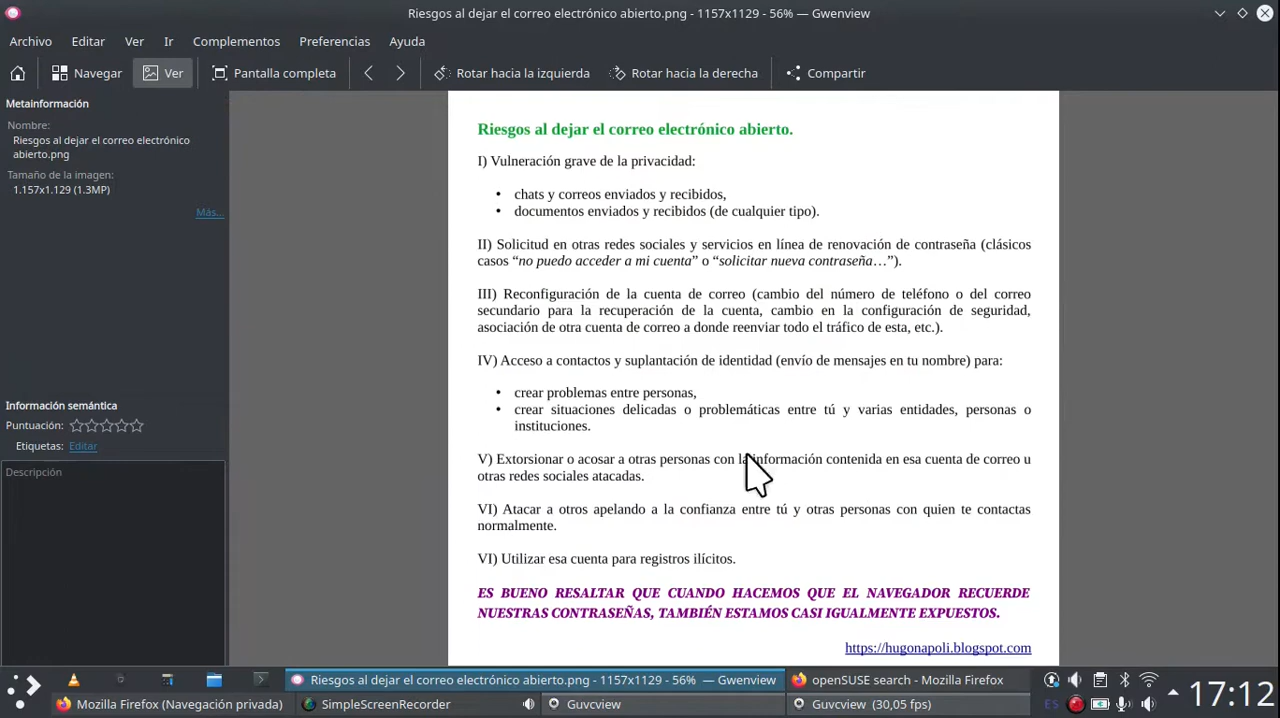 Riesgos al dejar el correo electrónico abierto.png - 1157x1129 - 56% — Gwenview
Archivo Editar Ver Ir Complementos Preferencias Ayuda
Navegar Ver Pantalla completa Rotar hacia la izquierda Rotar hacia la derecha Compartir
Metainformación
Nombre:
Riesgos al dejar el correo electrónico
abierto.png
Tamaño de la imagen:
1.157x1.129 (1.3MP)
Más...
Información semántica
Puntuación:
Etiquetas: Editar
Descripción
Riesgos al dejar el correo electrónico abierto.
I) Vulneración grave de la privacidad:
• chats y correos enviados y recibidos,
• documentos enviados y recibidos (de cualquier tipo).
II) Solicitud en otras redes sociales y servicios en línea de renovación de contraseña (clásicos
casos “no puedo acceder a mi cuenta” o “solicitar nueva contraseña…”).
III) Reconfiguración de la cuenta de correo (cambio del número de teléfono o del correo
secundario para la recuperación de la cuenta, cambio en la configuración de seguridad,
asociación de otra cuenta de correo a donde reenviar todo el tráfico de esta, etc.).
IV) Acceso a contactos y suplantación de identidad (envío de mensajes en tu nombre) para:
• crear problemas entre personas,
• crear situaciones delicadas o problemáticas entre tú y varias entidades, personas o
instituciones.
V) Extorsionar o acosar a otras personas con la información contenida en esa cuenta de correo u
otras redes sociales atacadas.
VI) Atacar a otros apelando a la confianza entre tú y otras personas con quien te contactas
normalmente.
VI) Utilizar esa cuenta para registros ilícitos.
ES BUENO RESALTAR QUE CUANDO HACEMOS QUE EL NAVEGADOR RECUERDE
NUESTRAS CONTRASEÑAS, TAMBIÉN ESTAMOS CASI IGUALMENTE EXPUESTOS.
https://hugonapoli.blogspot.com
Riesgos al dejar el correo electrónico abierto.png - 1157x1129 - 56% — Gwenview
openSUSE search - Mozilla Firefox
Mozilla Firefox (Navegación privada)
SimpleScreenRecorder
Guvcview
Guvcview (30,05 fps)
ES
17:12